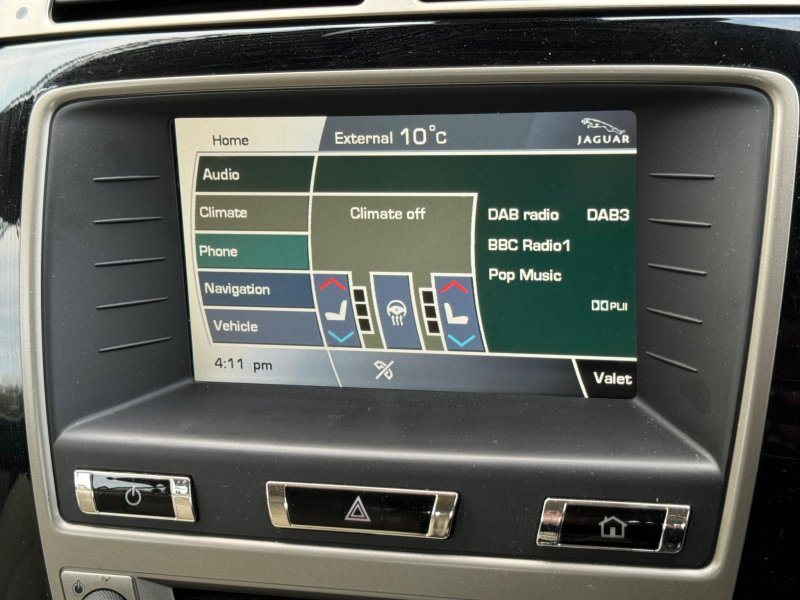 Home
External 10°C
JAGUAR
Audio
Climate
Phone
Navigation
Vehicle
Climate off
DAB radio DAB3
BBC Radio1
Pop Music
PLII
4:11 pm
Valet